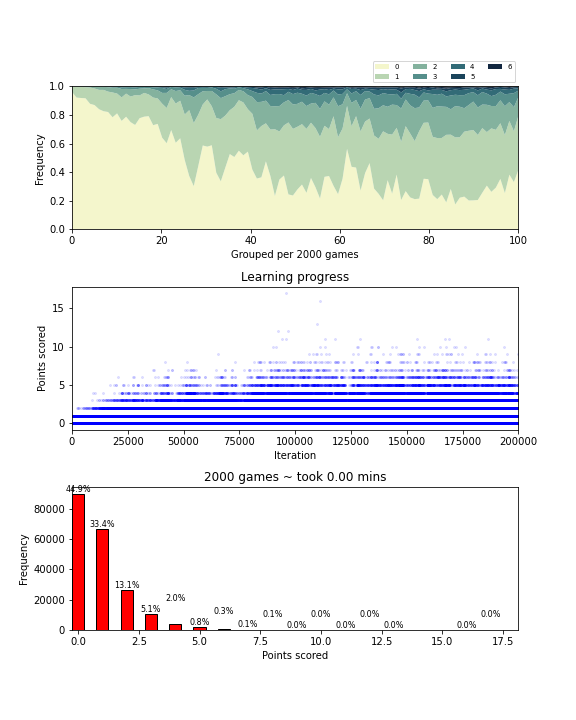 0 2 4 6
1 3 5
1.0
0.8
0.6
0.4
0.2
0.0
Frequency
0 20 40 60 80 100
Grouped per 2000 games
Learning progress
15
10
5
0
Points scored
0 25000 50000 75000 100000 125000 150000 175000 200000
Iteration
2000 games ~ took 0.00 mins
80000
60000
40000
20000
0
Frequency
44.9% 33.4% 13.1% 5.1% 2.0% 0.8% 0.3% 0.1% 0.1% 0.0% 0.0% 0.0% 0.0% 0.0% 0.0% 0.0%
0.0 2.5 5.0 7.5 10.0 12.5 15.0 17.5
Points scored